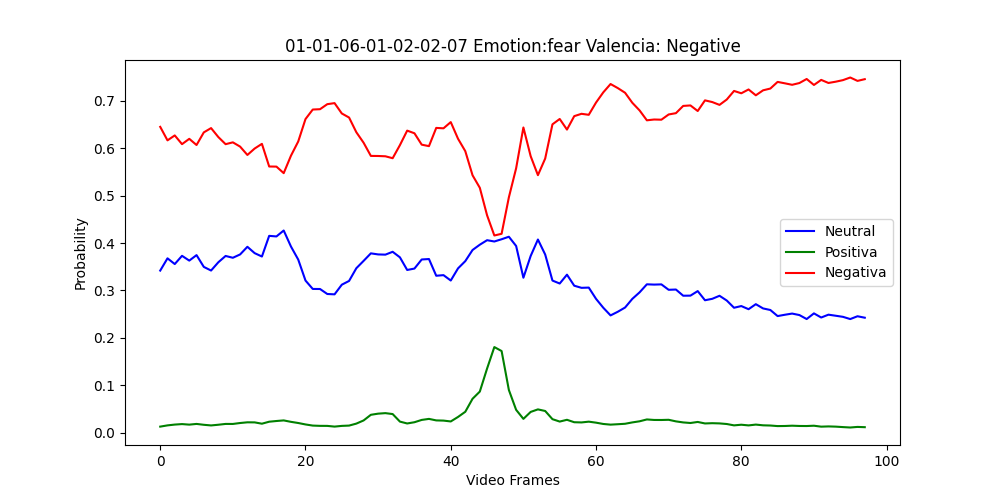 01-01-06-01-02-02-07 Emotion:fear Valencia: Negative
Probability
0.7
0.6
0.5
0.4
0.3
0.2
0.1
0.0
Neutral
Positiva
Negativa
0 20 40 60 80 100
Video Frames